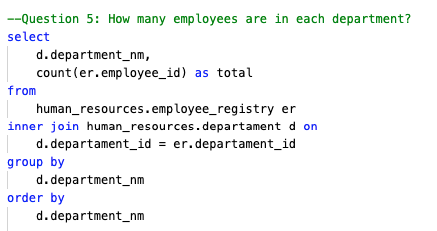 --Question 5: How many employees are in each department?
select
d.department_nm,
count(er.employee_id) as total
from
human_resources.employee_registry er
inner join human_resources.departament d on
d.departament_id = er.departament_id
group by
d.department_nm
order by
d.department_nm